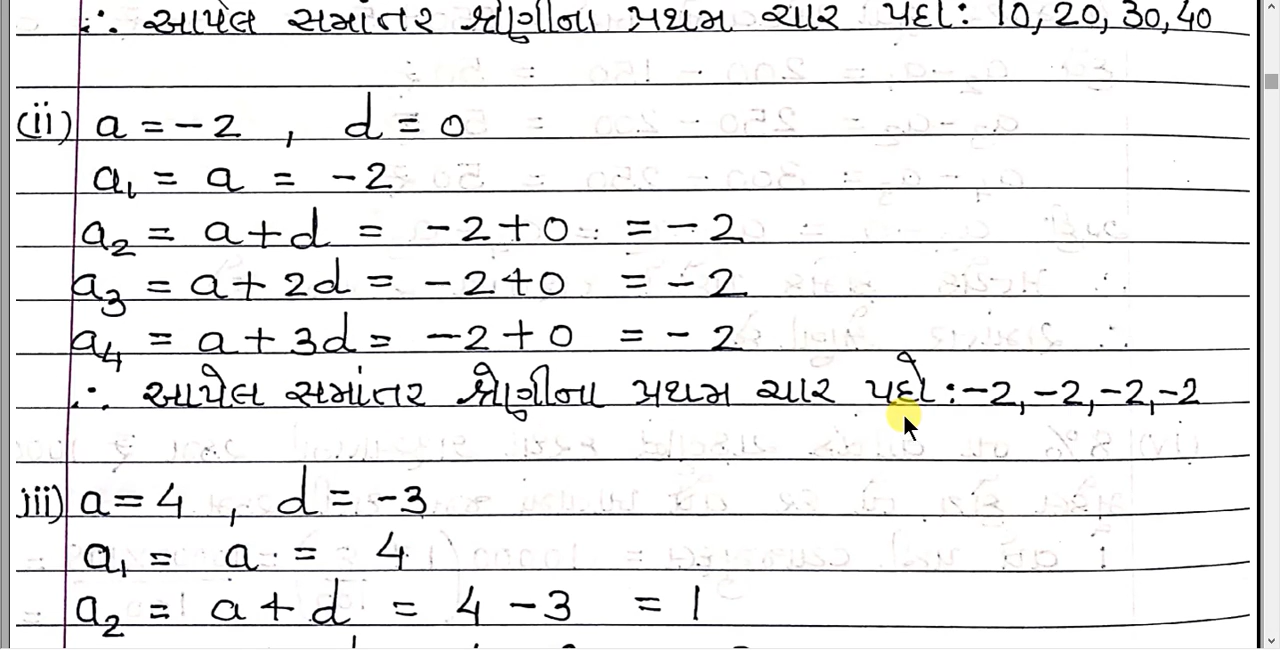 ∴ આપેલ સમાંતર શ્રેણીના પ્રથમ ચાર પદો: 10, 20, 30, 40
(ii) a = -2 , d = 0
a₁ = a = -2
a₂ = a + d = -2 + 0 = -2
a₃ = a + 2d = -2 + 0 = -2
a₄ = a + 3d = -2 + 0 = -2
∴ આપેલ સમાંતર શ્રેણીના પ્રથમ ચાર પદો: -2, -2, -2, -2
iii) a = 4 , d = -3
a₁ = a = 4
a₂ = a + d = 4 - 3 = 1